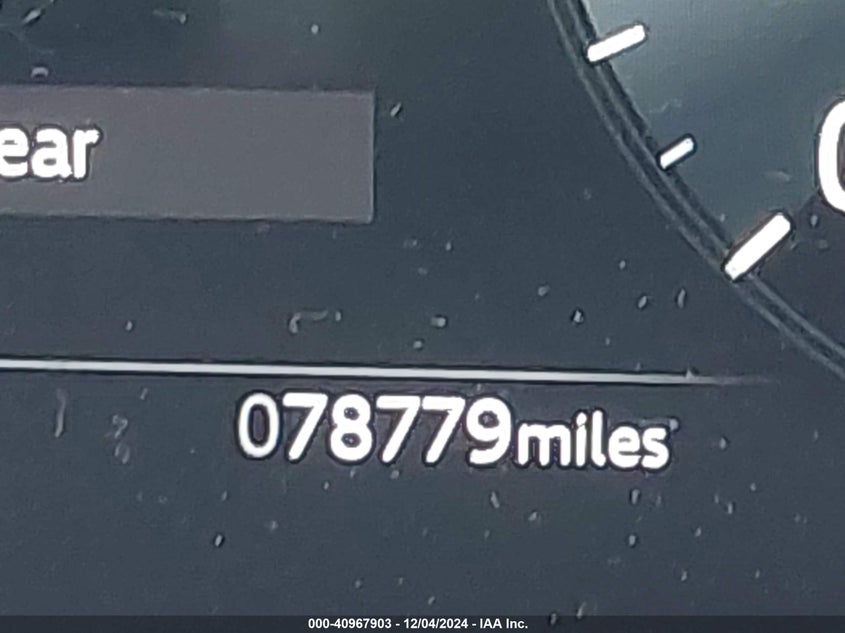 ear
078779miles
000-40967903 - 12/04/2024 - IAA Inc.